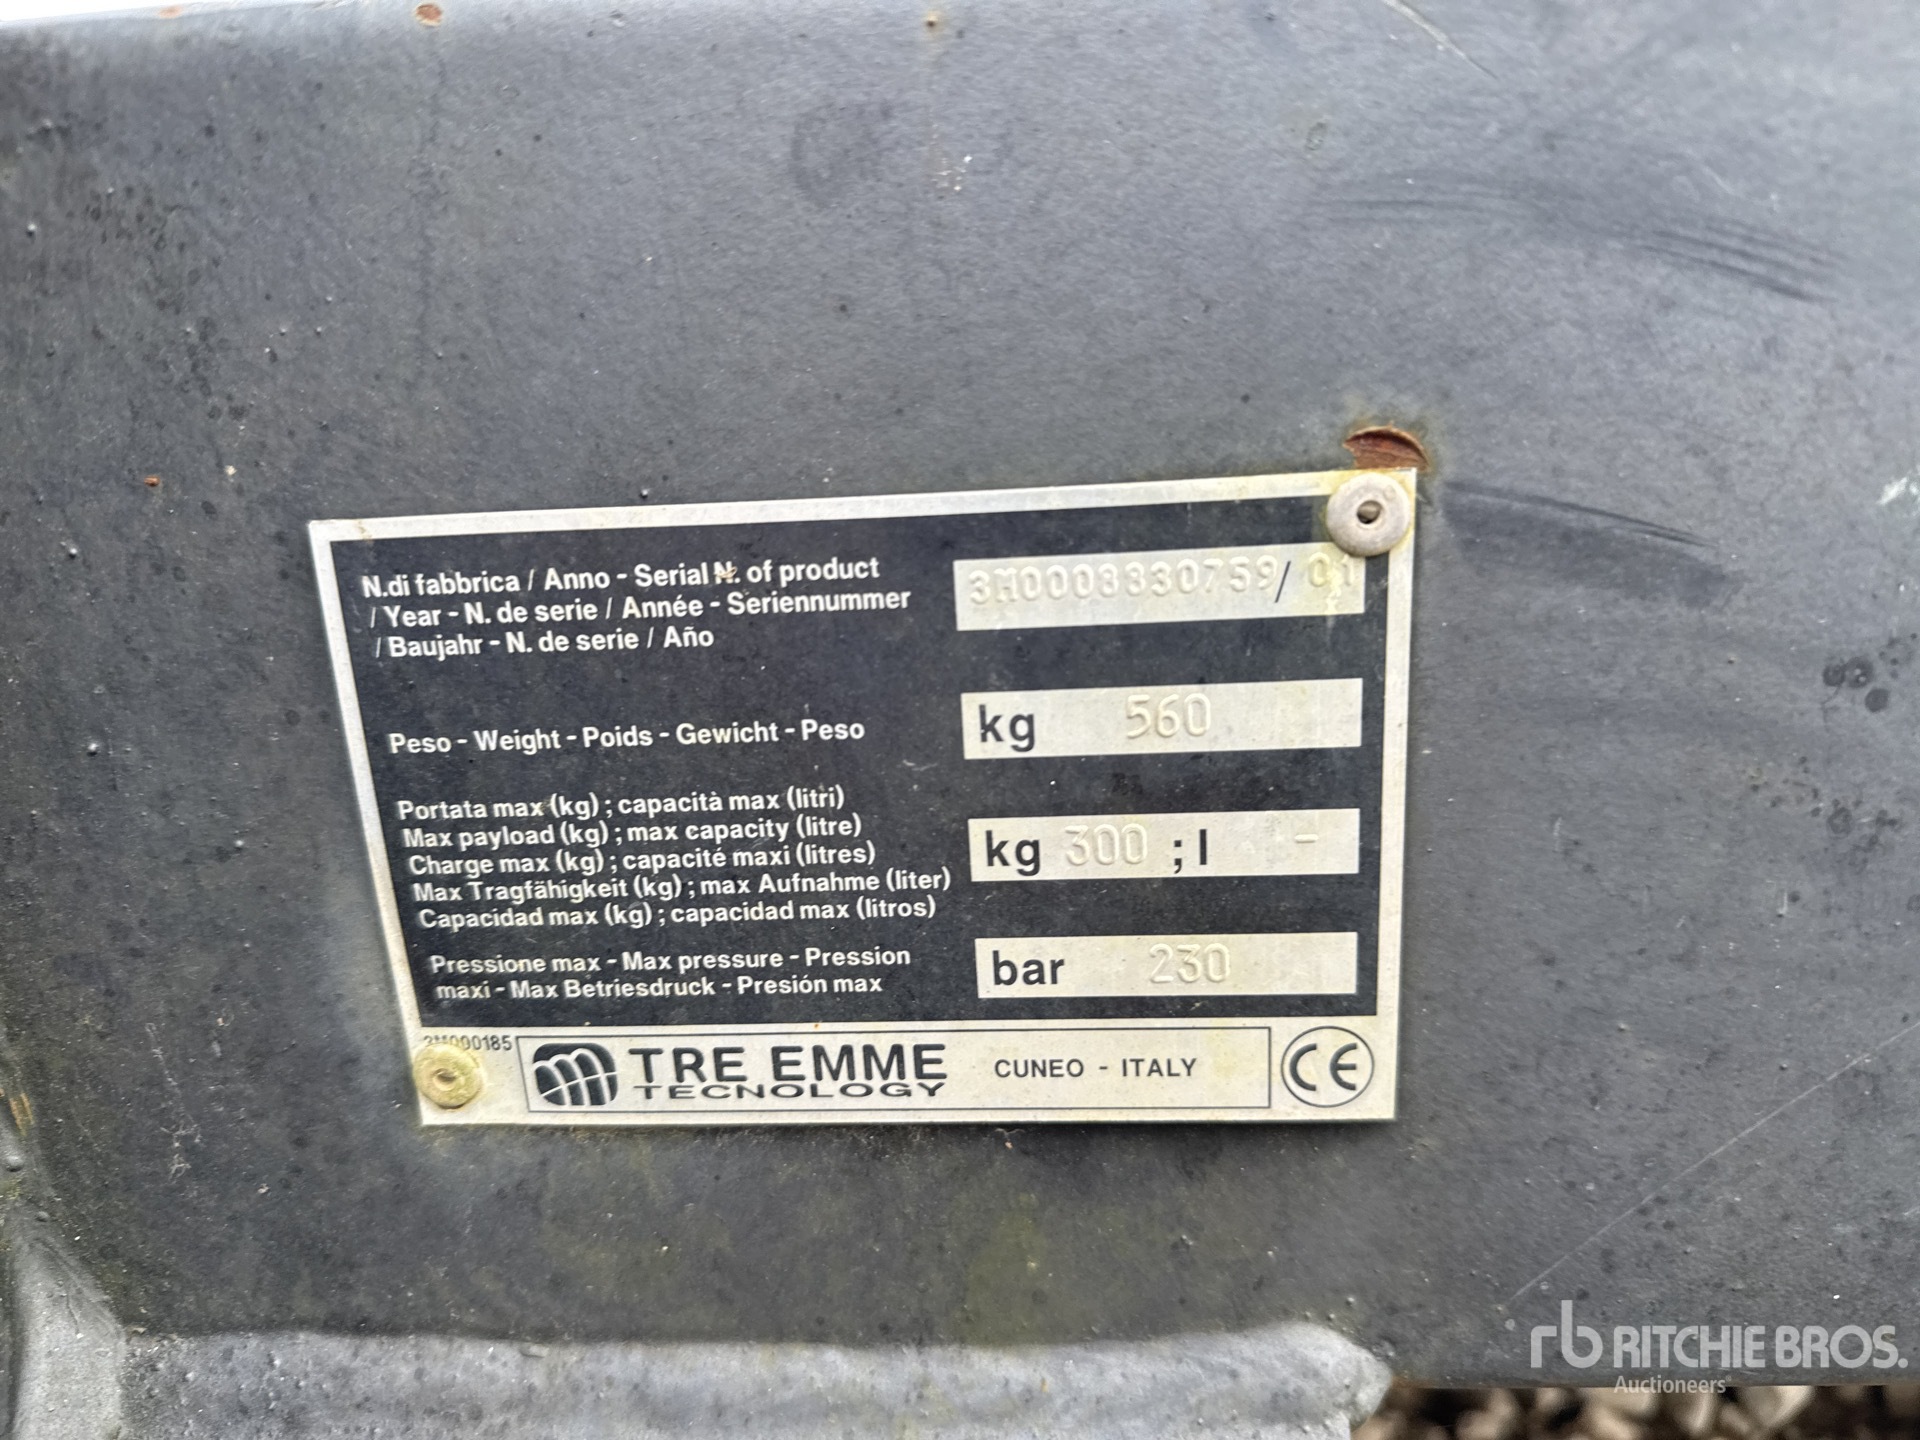 N.di fabbrica / Anno - Serial N. of product
/ Year - N. de serie / Année - Seriennummer
/ Baujahr - N. de serie / Año
3M0008330759/ 01
Peso - Weight - Poids - Gewicht - Peso
kg 560
Portata max (kg) ; capacità max (litri)
Max payload (kg) ; max capacity (litre)
Charge max (kg) ; capacité maxi (litres)
Max Tragfähigkeit (kg) ; max Aufnahme (liter)
Capacidad max (kg) ; capacidad max (litros)
kg 300 ; l -
Pressione max - Max pressure - Pression
maxi - Max Betriesdruck - Presión max
bar 230
3M000185
TRE EMME
TECNOLOGY
CUNEO - ITALY
CE
rb RITCHIE BROS.
Auctioneers